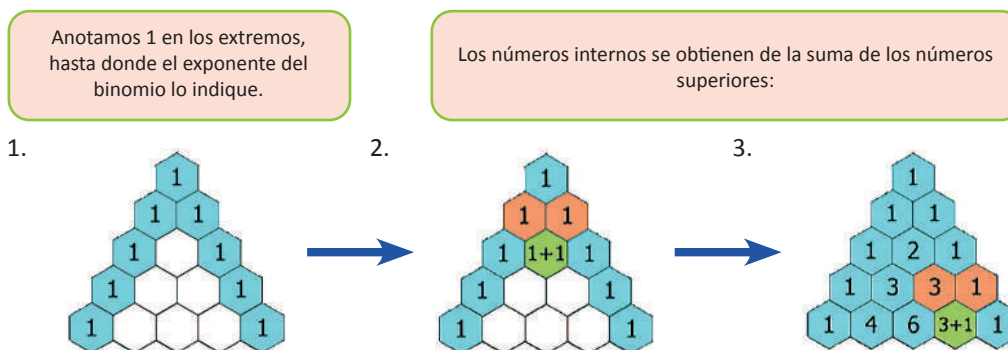 Anotamos 1 en los extremos,
hasta donde el exponente del
binomio lo indique.
Los números internos se obtienen de la suma de los números
superiores:
1.
1
1 1
1 1
1 1
1 1
2.
1
1 1
1 1+1 1
1 1
1 1
3.
1
1 1
1 2 1
1 3 3 1
1 4 6 3+1 1